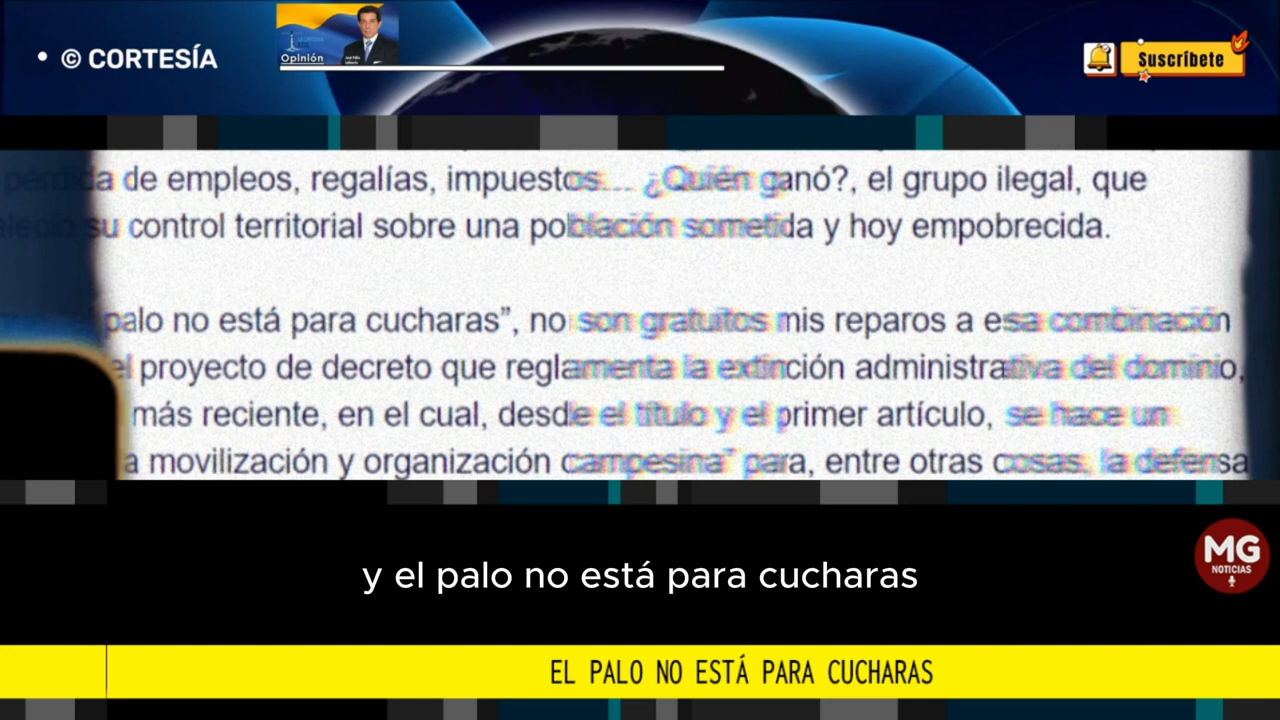 • © CORTESÍA
Opinión
Suscríbete
perdida de empleos, regalías, impuestos... ¿Quién ganó?, el grupo ilegal, que
su control territorial sobre una población sometida y hoy empobrecida.
palo no está para cucharas”, no son gratuitos mis reparos a esa combinación
el proyecto de decreto que reglamenta la extinción administrativa del dominio,
más reciente, en el cual, desde el título y el primer artículo, se hace un
a movilización y organización campesina” para, entre otras cosas, la defensa
y el palo no está para cucharas
MG
NOTICIAS
EL PALO NO ESTÁ PARA CUCHARAS